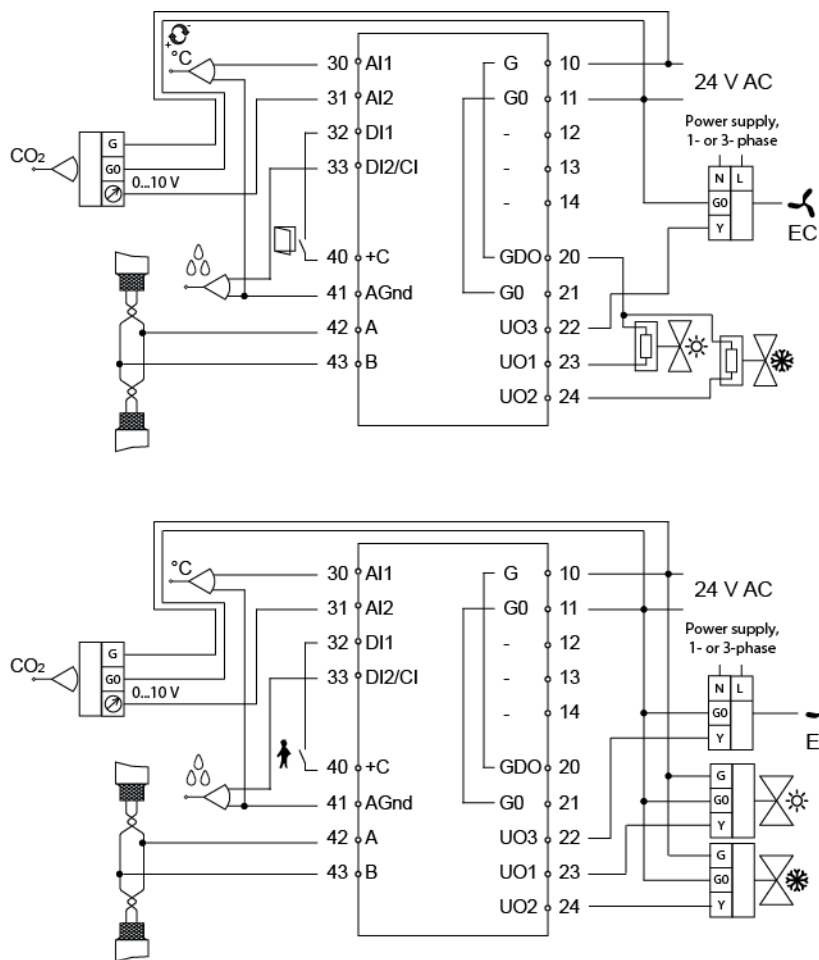 °C
30 AI1 G 10
24 V AC
31 AI2 G0 11
Power supply,
1- or 3- phase
32 DI1 - 12
CO2
G
G0
0...10 V
33 DI2/CI - 13
N L
G0
Y
EC
- 14
40 +C GDO 20
41 AGnd G0 21
42 A UO3 22
43 B UO1 23
UO2 24
°C
30 AI1 G 10
24 V AC
31 AI2 G0 11
Power supply,
1- or 3-phase
32 DI1 - 12
CO2
G
G0
0...10 V
33 DI2/CI - 13
N L
G0
Y
E
- 14
40 +C GDO 20
41 AGnd G0 21
G
G0
Y
42 A UO3 22
43 B UO1 23
UO2 24
G
G0
Y